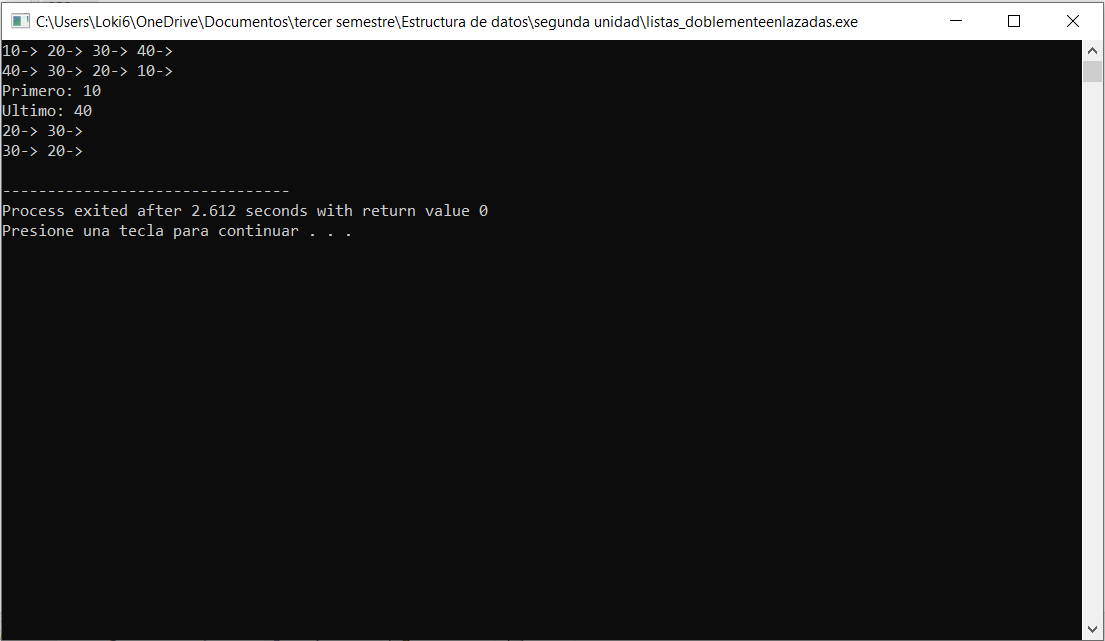 C:\Users\Loki6\OneDrive\Documentos\tercer semestre\Estructura de datos\segunda unidad\listas_doblementeenlazadas.exe
10-> 20-> 30-> 40->
40-> 30-> 20-> 10->
Primero: 10
Ultimo: 40
20-> 30->
30-> 20->
--------------------------------
Process exited after 2.612 seconds with return value 0
Presione una tecla para continuar . . .